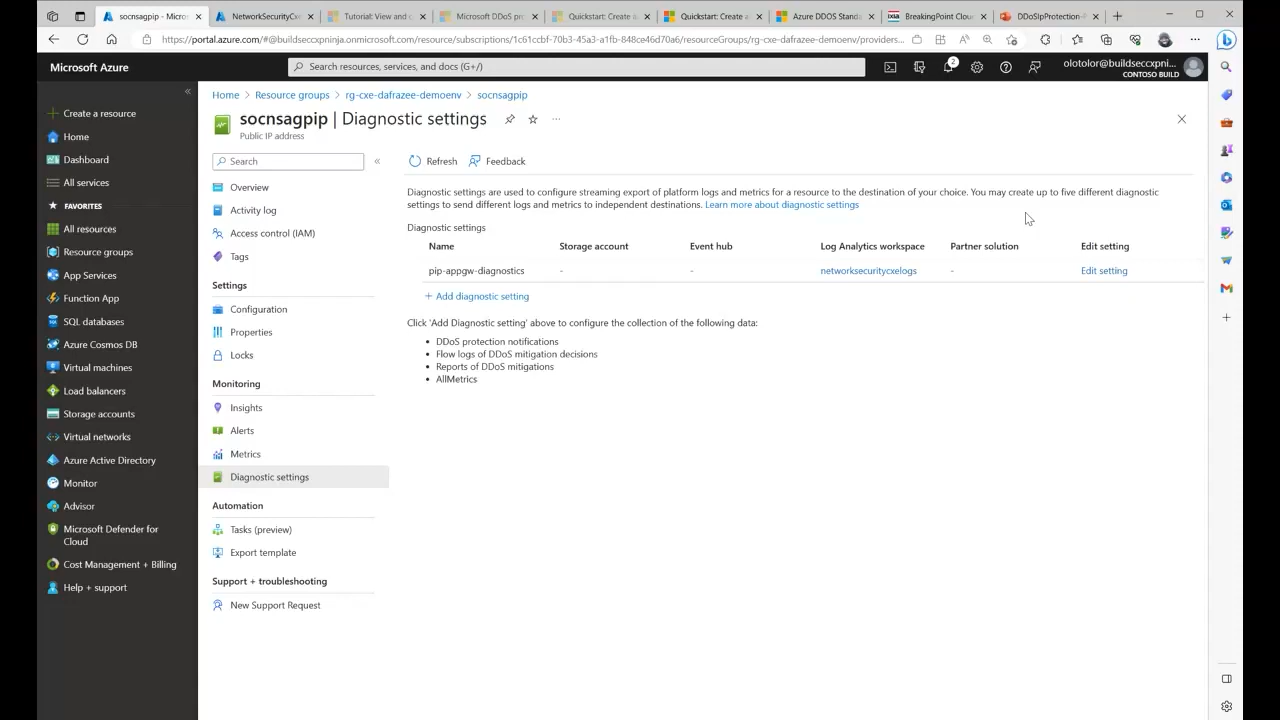 socnsagpip - Micros
NetworkSecurityCx
Tutorial: View and c
Microsoft DDoS pro
Quickstart: Create a
Quickstart: Create a
Azure DDOS Standa
BreakingPoint Clou
DDoSIpProtection-
https://portal.azure.com/#@buildseccxpninja.onmicrosoft.com/resource/subscriptions/1c61ccbf-70b3-45a3-a1fb-848ce46d70a6/resourceGroups/rg-cxe-dafrazee-demoenv/providers...
Microsoft Azure
Search resources, services, and docs (G+/)
2
olotolor@buildseccxpni...
CONTOSO BUILD
Create a resource
Home
Dashboard
All services
FAVORITES
All resources
Resource groups
App Services
Function App
SQL databases
Azure Cosmos DB
Virtual machines
Load balancers
Storage accounts
Virtual networks
Azure Active Directory
Monitor
Advisor
Microsoft Defender for
Cloud
Cost Management + Billing
Help + support
Home > Resource groups > rg-cxe-dafrazee-demoenv > socnsagpip
socnsagpip | Diagnostic settings
Public IP address
Search
Overview
Activity log
Access control (IAM)
Tags
Settings
Configuration
Properties
Locks
Monitoring
Insights
Alerts
Metrics
Diagnostic settings
Automation
Tasks (preview)
Export template
Support + troubleshooting
New Support Request
Refresh
Feedback
Diagnostic settings are used to configure streaming export of platform logs and metrics for a resource to the destination of your choice. You may create up to five different diagnostic
settings to send different logs and metrics to independent destinations. Learn more about diagnostic settings
Diagnostic settings
Name Storage account Event hub Log Analytics workspace Partner solution Edit setting
pip-appgw-diagnostics - - networksecuritycxelogs - Edit setting
+ Add diagnostic setting
Click 'Add Diagnostic setting' above to configure the collection of the following data:
• DDoS protection notifications
• Flow logs of DDoS mitigation decisions
• Reports of DDoS mitigations
• AllMetrics